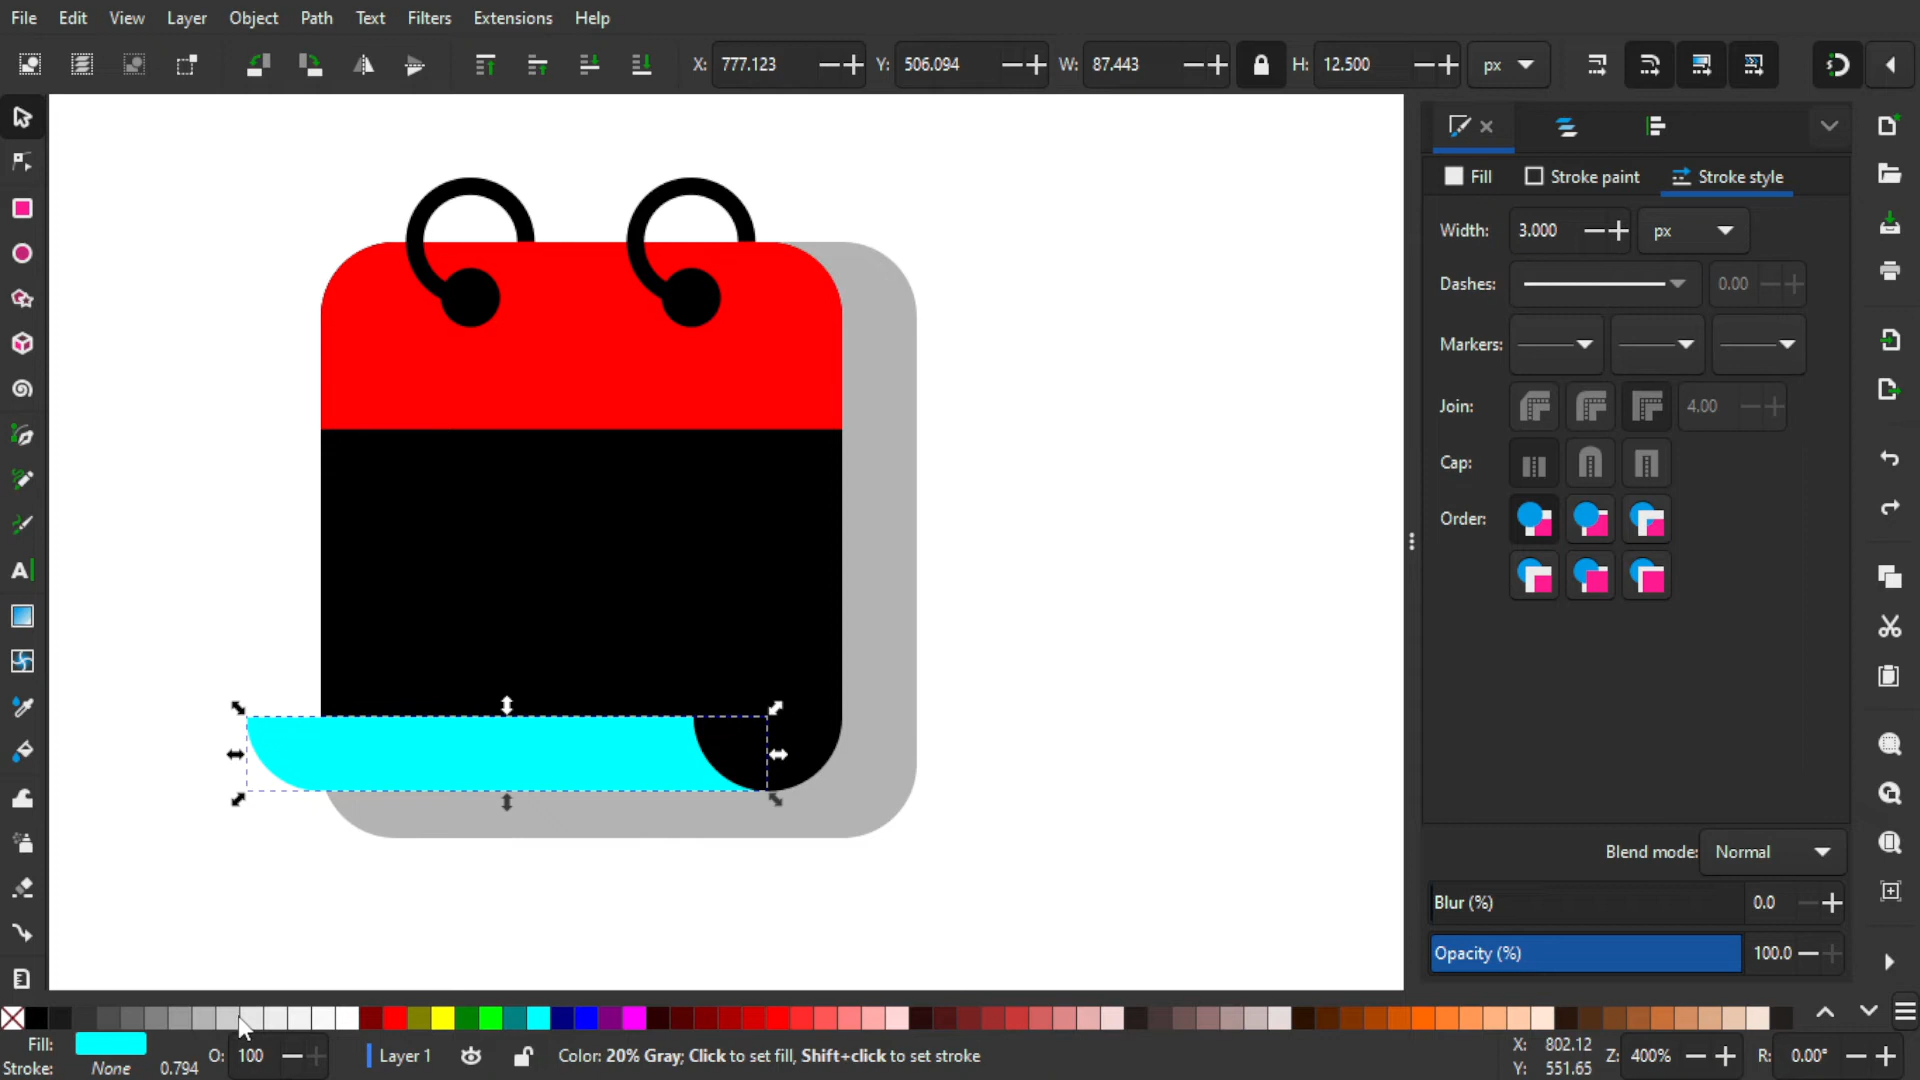 File Edit View Layer Object Path Text Filters Extensions Help
X: 777.123 Y: 506.094 W: 87.443 H: 12.500 px
Fill Stroke paint Stroke style
Width: 3.000 px
Dashes: 0.00
Markers:
Join: 4.00
Cap:
Order:
Blend mode: Normal
Blur (%) 0.0
Opacity (%) 100.0
Fill: O: 100 Layer 1 Color: 20% Gray; Click to set fill, Shift+click to set stroke X: 802.12 Z: 400% R: 0.00°
Stroke: None 0.794 Y: 551.65